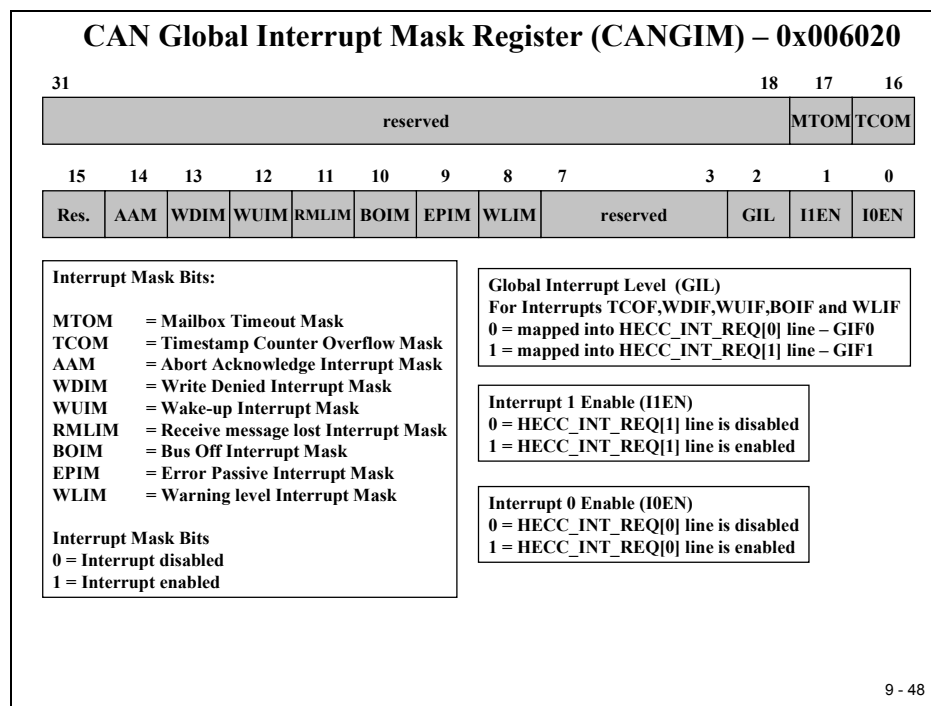 CAN Global Interrupt Mask Register (CANGIM) – 0x006020
31 18 17 16
reserved MTOM TCOM
15 14 13 12 11 10 9 8 7 3 2 1 0
Res. AAM WDIM WUIM RMLIM BOIM EPIM WLIM reserved GIL I1EN I0EN
Interrupt Mask Bits:
MTOM = Mailbox Timeout Mask
TCOM = Timestamp Counter Overflow Mask
AAM = Abort Acknowledge Interrupt Mask
WDIM = Write Denied Interrupt Mask
WUIM = Wake-up Interrupt Mask
RMLIM = Receive message lost Interrupt Mask
BOIM = Bus Off Interrupt Mask
EPIM = Error Passive Interrupt Mask
WLIM = Warning level Interrupt Mask
Interrupt Mask Bits
0 = Interrupt disabled
1 = Interrupt enabled
Global Interrupt Level (GIL)
For Interrupts TCOF,WDIF,WUIF,BOIF and WLIF
0 = mapped into HECC_INT_REQ[0] line – GIF0
1 = mapped into HECC_INT_REQ[1] line – GIF1
Interrupt 1 Enable (I1EN)
0 = HECC_INT_REQ[1] line is disabled
1 = HECC_INT_REQ[1] line is enabled
Interrupt 0 Enable (I0EN)
0 = HECC_INT_REQ[0] line is disabled
1 = HECC_INT_REQ[0] line is enabled
9 - 48